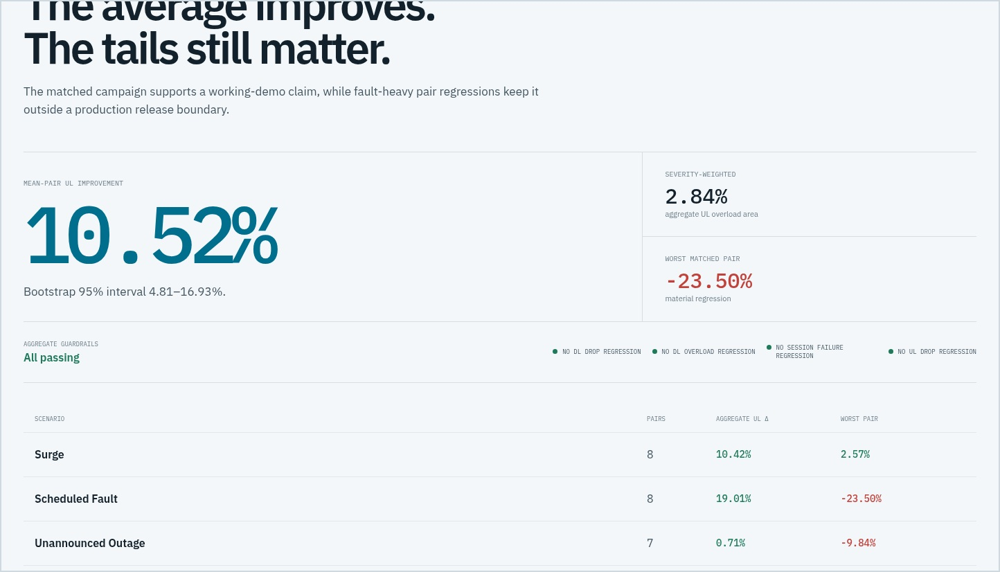 The average improves.
The tails still matter.
The matched campaign supports a working-demo claim, while fault-heavy pair regressions keep it
outside a production release boundary.
MEAN-PAIR UL IMPROVEMENT
10.52%
Bootstrap 95% interval 4.81–16.93%.
SEVERITY-WEIGHTED
2.84%
aggregate UL overload area
WORST MATCHED PAIR
-23.50%
material regression
AGGREGATE GUARDRAILS
All passing
NO DL DROP REGRESSION
NO DL OVERLOAD REGRESSION
NO SESSION FAILURE
REGRESSION
NO UL DROP REGRESSION
SCENARIO PAIRS AGGREGATE UL Δ WORST PAIR
Surge 8 10.42% 2.57%
Scheduled Fault 8 19.01% -23.50%
Unannounced Outage 7 0.71% -9.84%